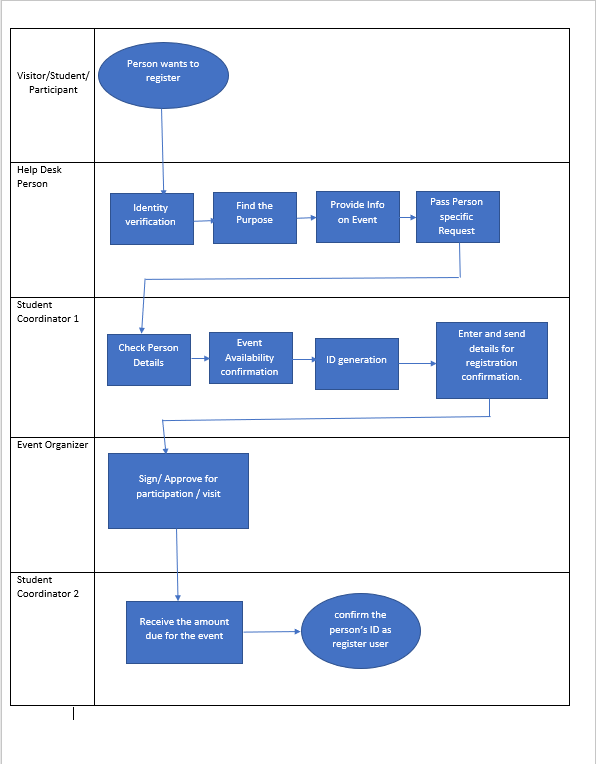 Visitor/Student/
Participant
Person wants to
register
Help Desk
Person
Identity
verification
Find the
Purpose
Provide Info
on Event
Pass Person
specific
Request
Student
Coordinator 1
Check Person
Details
Event
Availability
confirmation
ID generation
Enter and send
details for
registration
confirmation.
Event Organizer
Sign/ Approve for
participation / visit
Student
Coordinator 2
Receive the amount
due for the event
confirm the
person's ID as
register user